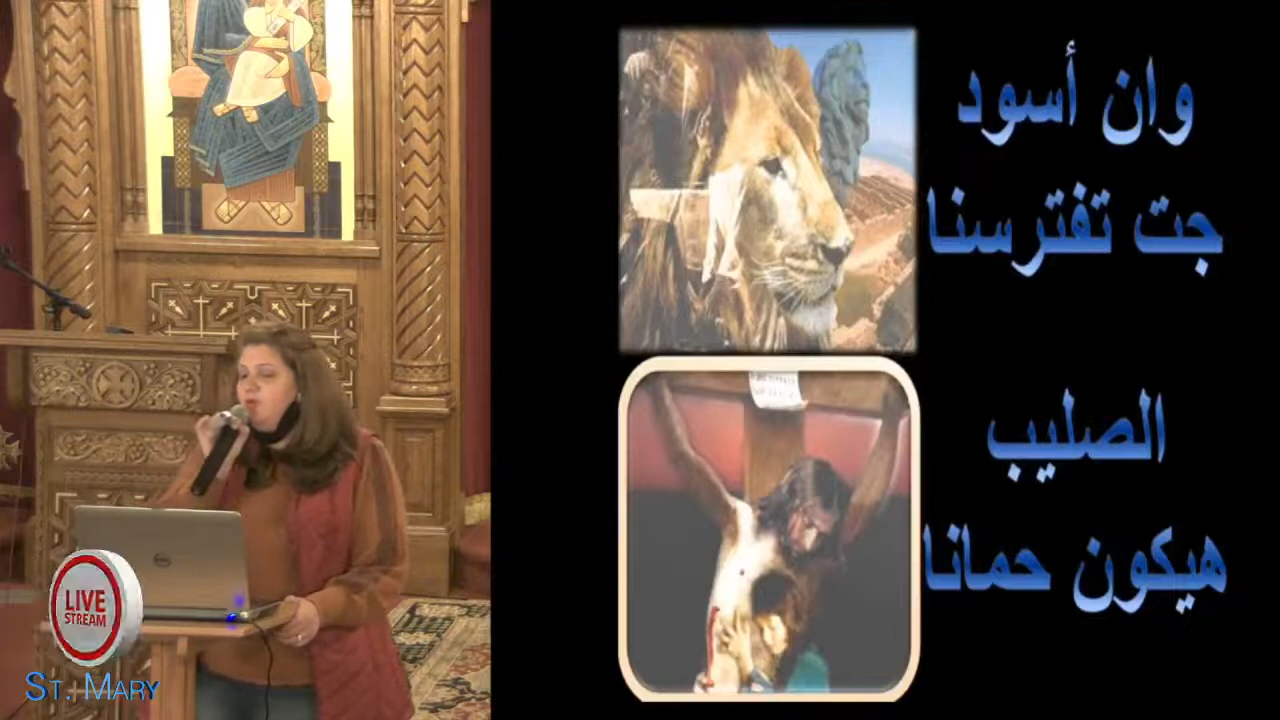 وان أسود
جت تفترسنا
الصليب
هيكون حمانا
LIVE
STREAM
ST. MARY